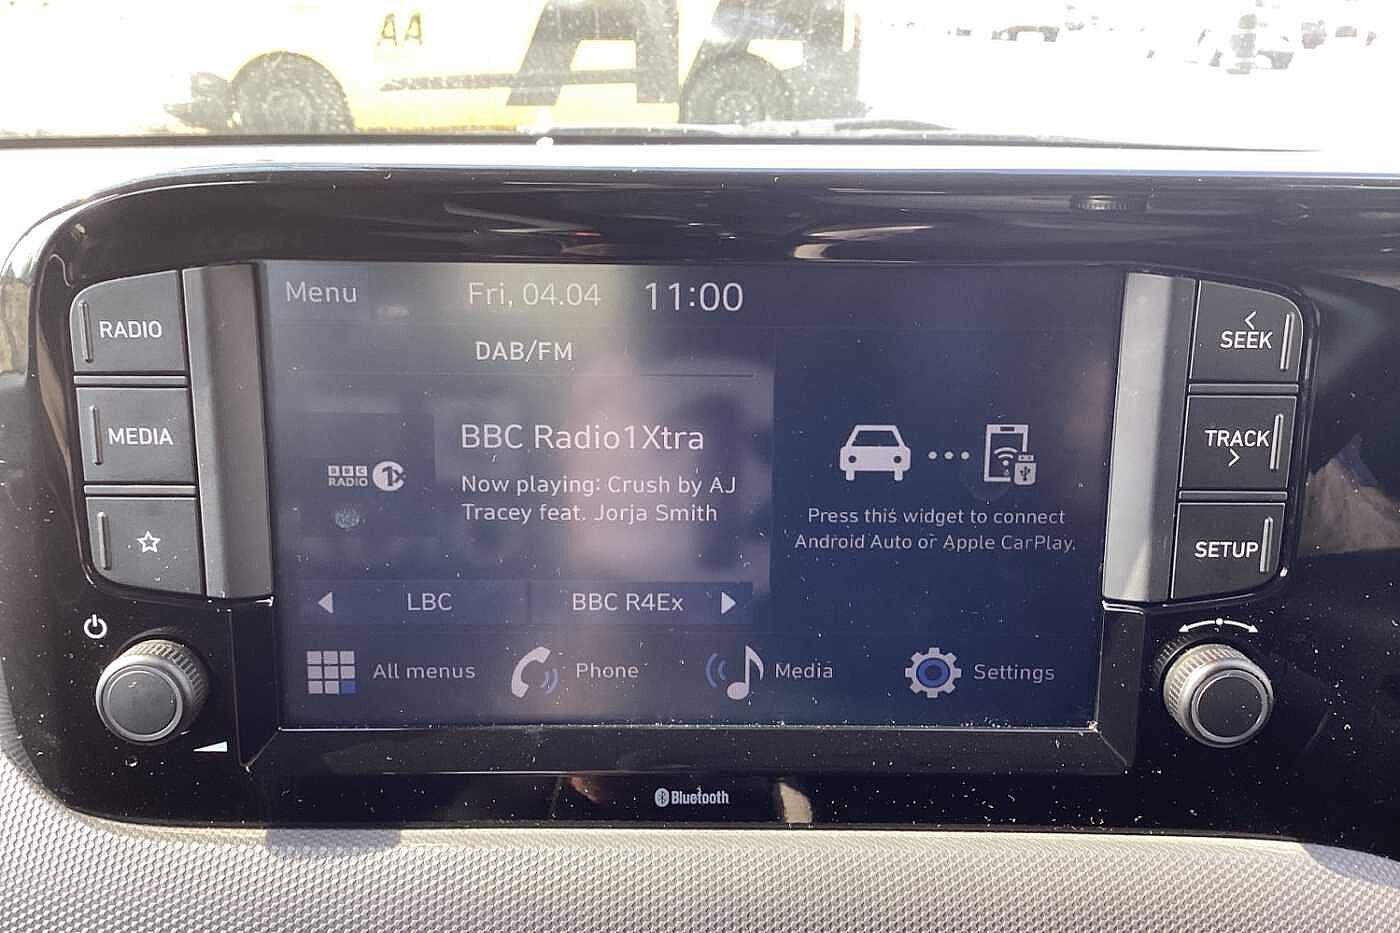 AA
AA
Menu
Fri, 04.04
11:00
RADIO
MEDIA
DAB/FM
BBC
RADIO 1X
BBC Radio1Xtra
Now playing: Crush by AJ
Tracey feat. Jorja Smith
Press this widget to connect
Android Auto or Apple CarPlay.
LBC
BBC R4Ex
All menus
Phone
Media
Settings
< SEEK
TRACK >
SETUP
Bluetooth